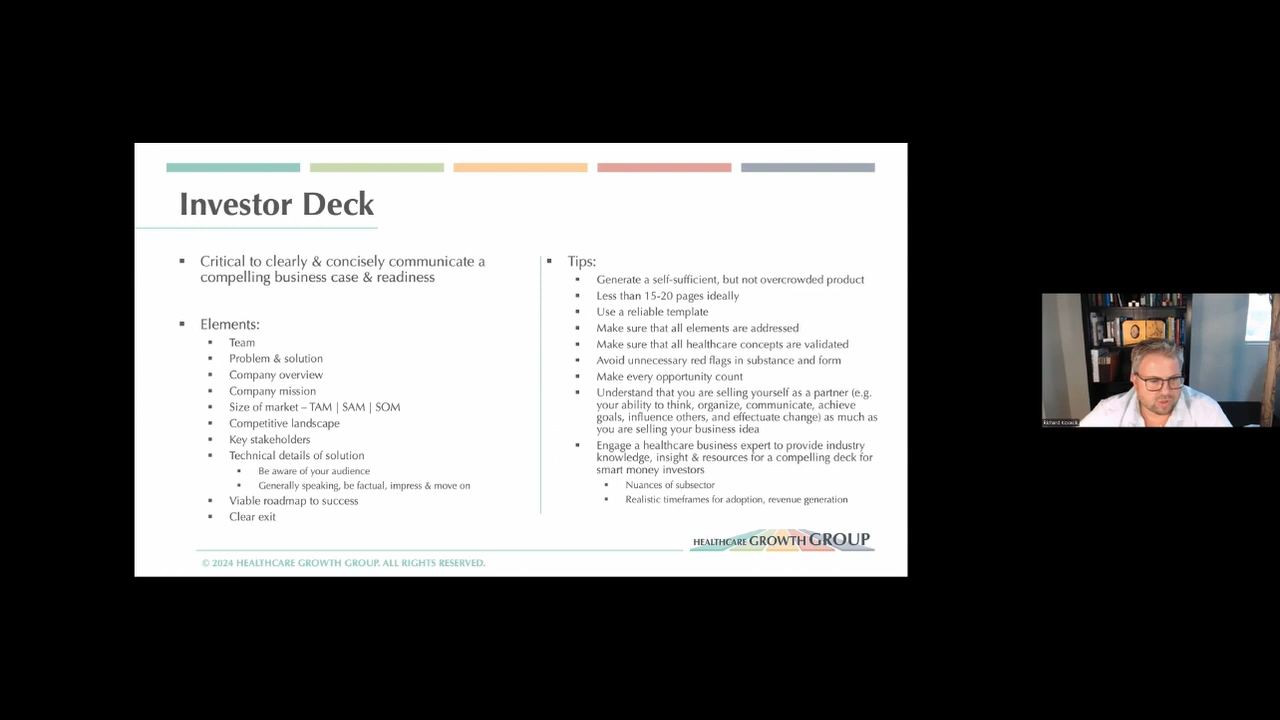 Investor Deck
Critical to clearly & concisely communicate a
compelling business case & readiness
Elements:
Team
Problem & solution
Company overview
Company mission
Size of market – TAM | SAM | SOM
Competitive landscape
Key stakeholders
Technical details of solution
Be aware of your audience
Generally speaking, be factual, impress & move on
Viable roadmap to success
Clear exit
Tips:
Generate a self-sufficient, but not overcrowded product
Less than 15-20 pages ideally
Use a reliable template
Make sure that all elements are addressed
Make sure that all healthcare concepts are validated
Avoid unnecessary red flags in substance and form
Make every opportunity count
Understand that you are selling yourself as a partner (e.g.
your ability to think, organize, communicate, achieve
goals, influence others, and effectuate change) as much as
you are selling your business idea
Engage a healthcare business expert to provide industry
knowledge, insight & resources for a compelling deck for
smart money investors
Nuances of subsector
Realistic timeframes for adoption, revenue generation
HEALTHCARE GROWTH GROUP
© 2024 HEALTHCARE GROWTH GROUP. ALL RIGHTS RESERVED.
Richard